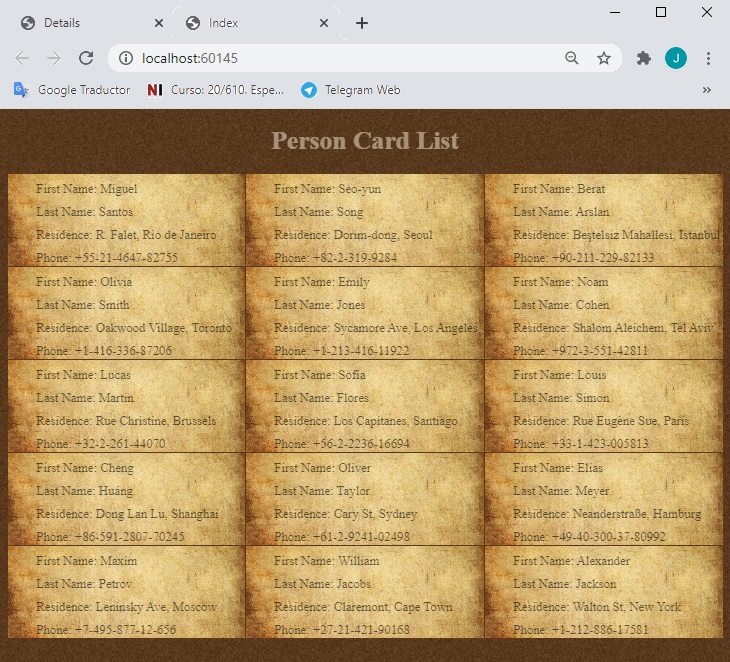 Details
Index
localhost:60145
J
Google Traductor
NI Curso: 20/610. Espe...
Telegram Web
»
Person Card List
First Name: Miguel
Last Name: Santos
Residence: R. Falet, Rio de Janeiro
Phone: +55-21-4647-82755
First Name: Seo-yun
Last Name: Song
Residence: Dorim-dong, Seoul
Phone: +82-2-319-9284
First Name: Berat
Last Name: Arslan
Residence: Beştelsiz Mahallesi, Istanbul
Phone: +90-211-229-82133
First Name: Olivia
Last Name: Smith
Residence: Oakwood Village, Toronto
Phone: +1-416-336-87206
First Name: Emily
Last Name: Jones
Residence: Sycamore Ave, Los Angeles
Phone: +1-213-416-11922
First Name: Noam
Last Name: Cohen
Residence: Shalom Aleichem, Tel Aviv
Phone: +972-3-551-42811
First Name: Lucas
Last Name: Martin
Residence: Rue Christine, Brussels
Phone: +32-2-261-44070
First Name: Sofía
Last Name: Flores
Residence: Los Capitanes, Santiago
Phone: +56-2-2236-16694
First Name: Louis
Last Name: Simon
Residence: Rue Eugène Sue, Paris
Phone: +33-1-423-005813
First Name: Cheng
Last Name: Huáng
Residence: Dong Lan Lu, Shanghai
Phone: +86-591-2807-70245
First Name: Oliver
Last Name: Taylor
Residence: Cary St, Sydney
Phone: +61-2-9241-02498
First Name: Elias
Last Name: Meyer
Residence: Neanderstraße, Hamburg
Phone: +49-40-300-37-80992
First Name: Maxim
Last Name: Petrov
Residence: Leninsky Ave, Moscow
Phone: +7-495-877-12-656
First Name: William
Last Name: Jacobs
Residence: Claremont, Cape Town
Phone: +27-21-421-90168
First Name: Alexander
Last Name: Jackson
Residence: Walton St, New York
Phone: +1-212-886-17581